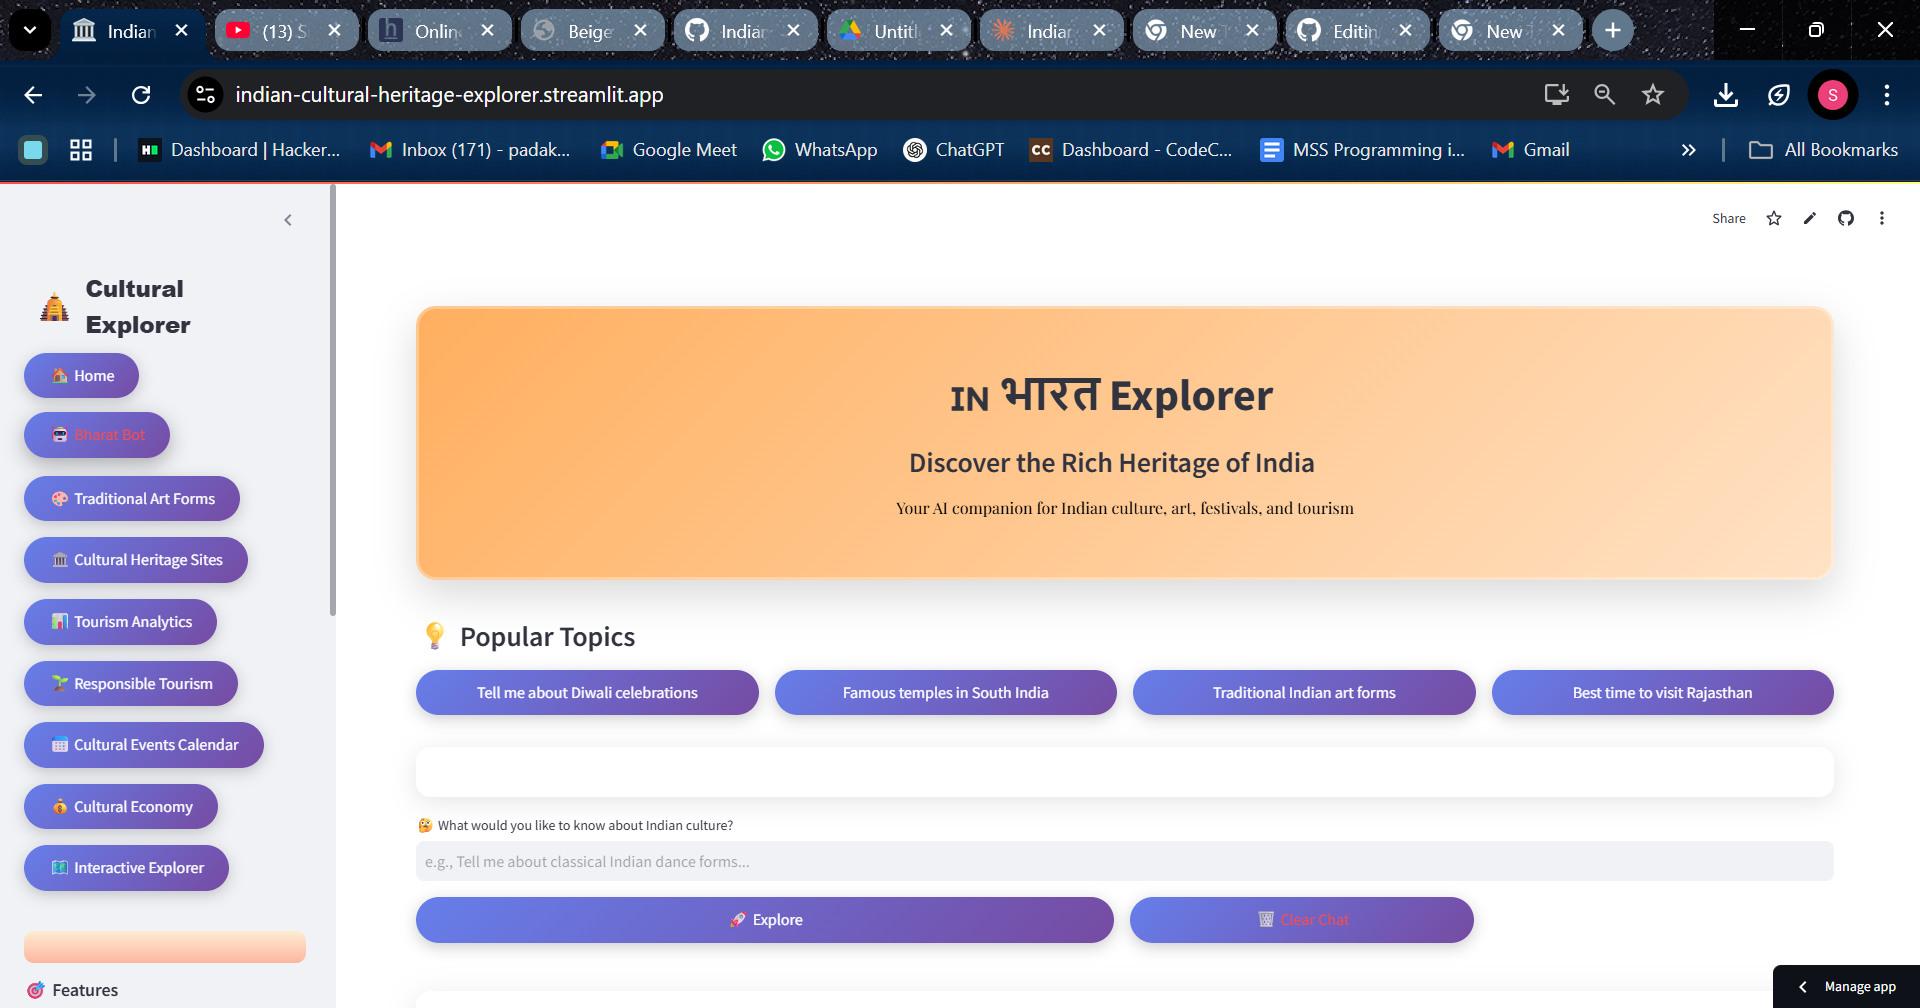 Indian
(13) S
Onlin
Beige
Indian
Untitl
Indian
New
Editin
New
indian-cultural-heritage-explorer.streamlit.app
S
Dashboard | Hacker...
Inbox (171) - padak...
Google Meet
WhatsApp
ChatGPT
CC
Dashboard - CodeC...
MSS Programming i...
Gmail
All Bookmarks
Share
Cultural
Explorer
Home
Bharat Bot
Traditional Art Forms
Cultural Heritage Sites
Tourism Analytics
Responsible Tourism
Cultural Events Calendar
Cultural Economy
Interactive Explorer
Features
IN भारत Explorer
Discover the Rich Heritage of India
Your AI companion for Indian culture, art, festivals, and tourism
Popular Topics
Tell me about Diwali celebrations
Famous temples in South India
Traditional Indian art forms
Best time to visit Rajasthan
What would you like to know about Indian culture?
e.g., Tell me about classical Indian dance forms...
Explore
Clear Chat
Manage app